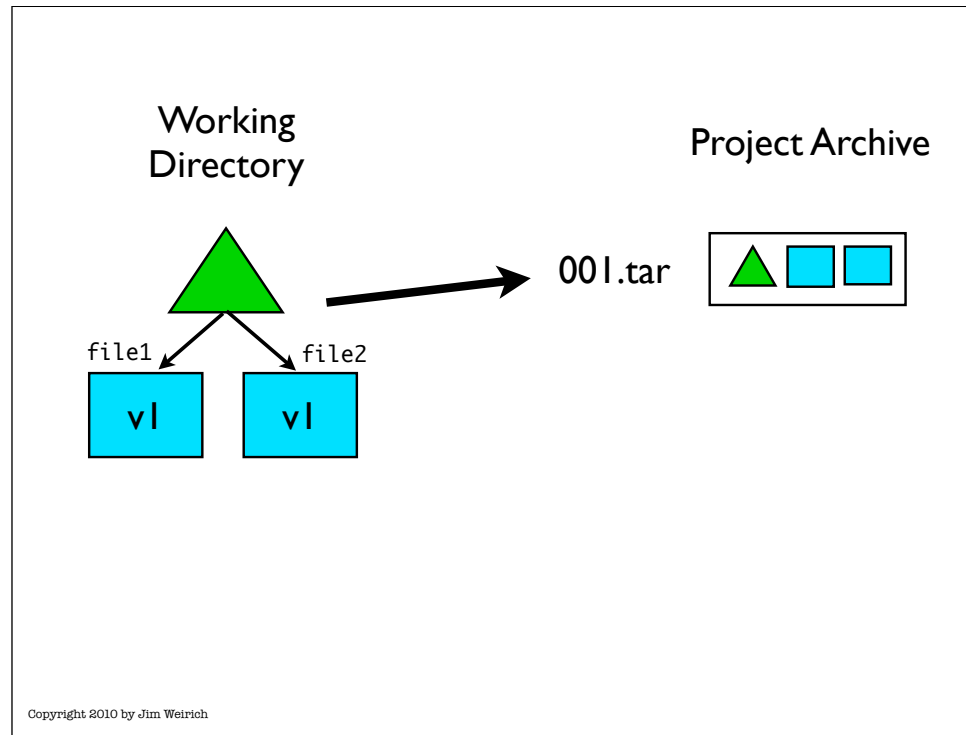 Working
Directory
Project Archive
001.tar
file1
file2
v1
v1
Copyright 2010 by Jim Weirich